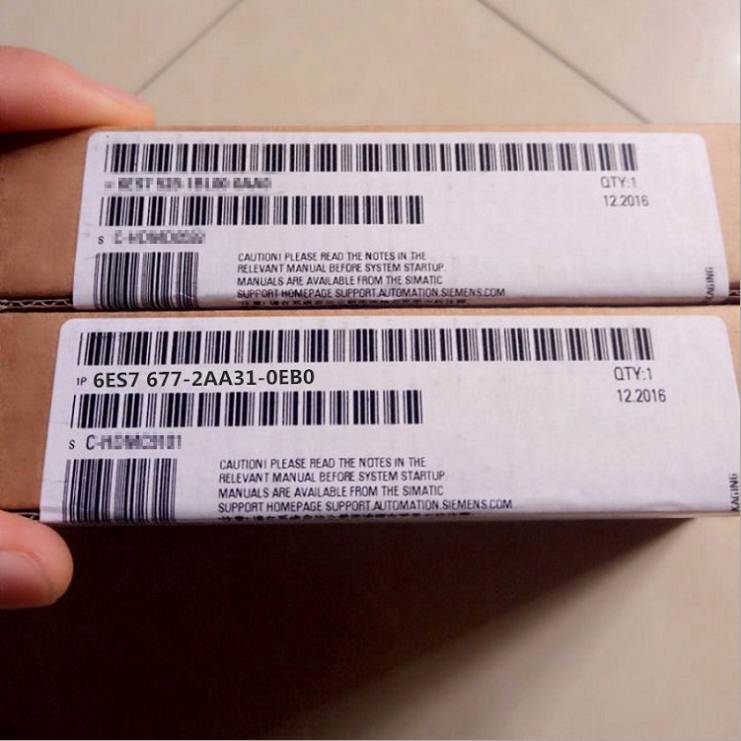 QTY:1
12.2016
S
CAUTION! PLEASE READ THE NOTES IN THE
RELEVANT MANUAL BEFORE SYSTEM STARTUP.
MANUALS ARE AVAILABLE FROM THE SIMATIC
SUPPORT HOMEPAGE SUPPORT.AUTOMATION.SIEMENS.COM
1P 6ES7 677-2AA31-0EB0
QTY:1
12.2016
S
CAUTION! PLEASE READ THE NOTES IN THE
RELEVANT MANUAL BEFORE SYSTEM STARTUP
MANUALS ARE AVAILABLE FROM THE SIMATIC
SUPPORT HOMEPAGE SUPPORT.AUTOMATION.SIEMENS.COM